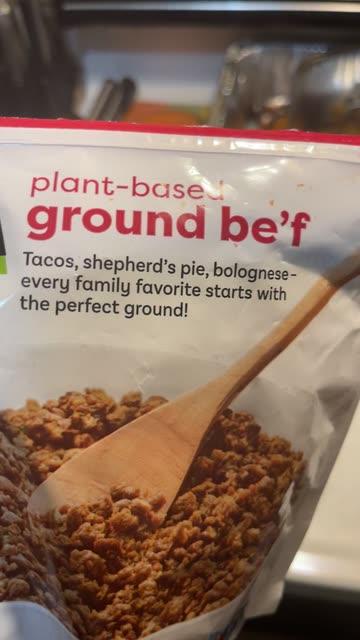 plant-based
ground be'f
Tacos, shepherd's pie, bolognese-
every family favorite starts with
the perfect ground!